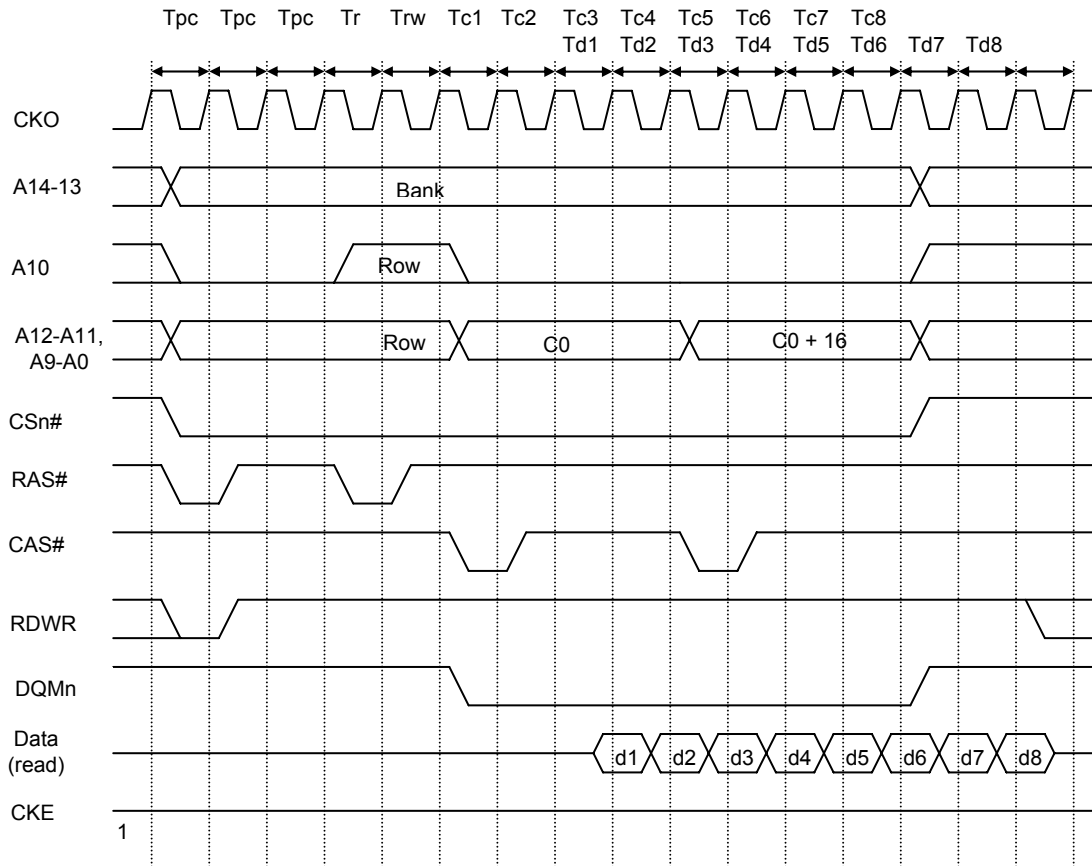 Tpc Tpc Tpc Tr Trw Tc1 Tc2 Tc3 Tc4 Tc5 Tc6 Tc7 Tc8
Td1 Td2 Td3 Td4 Td5 Td6 Td7 Td8
CKO
A14-13
Bank
A10
Row
A12-A11,
A9-A0
Row C0 C0 + 16
CSn#
RAS#
CAS#
RDWR
DQMn
Data
(read)
d1 d2 d3 d4 d5 d6 d7 d8
CKE
1